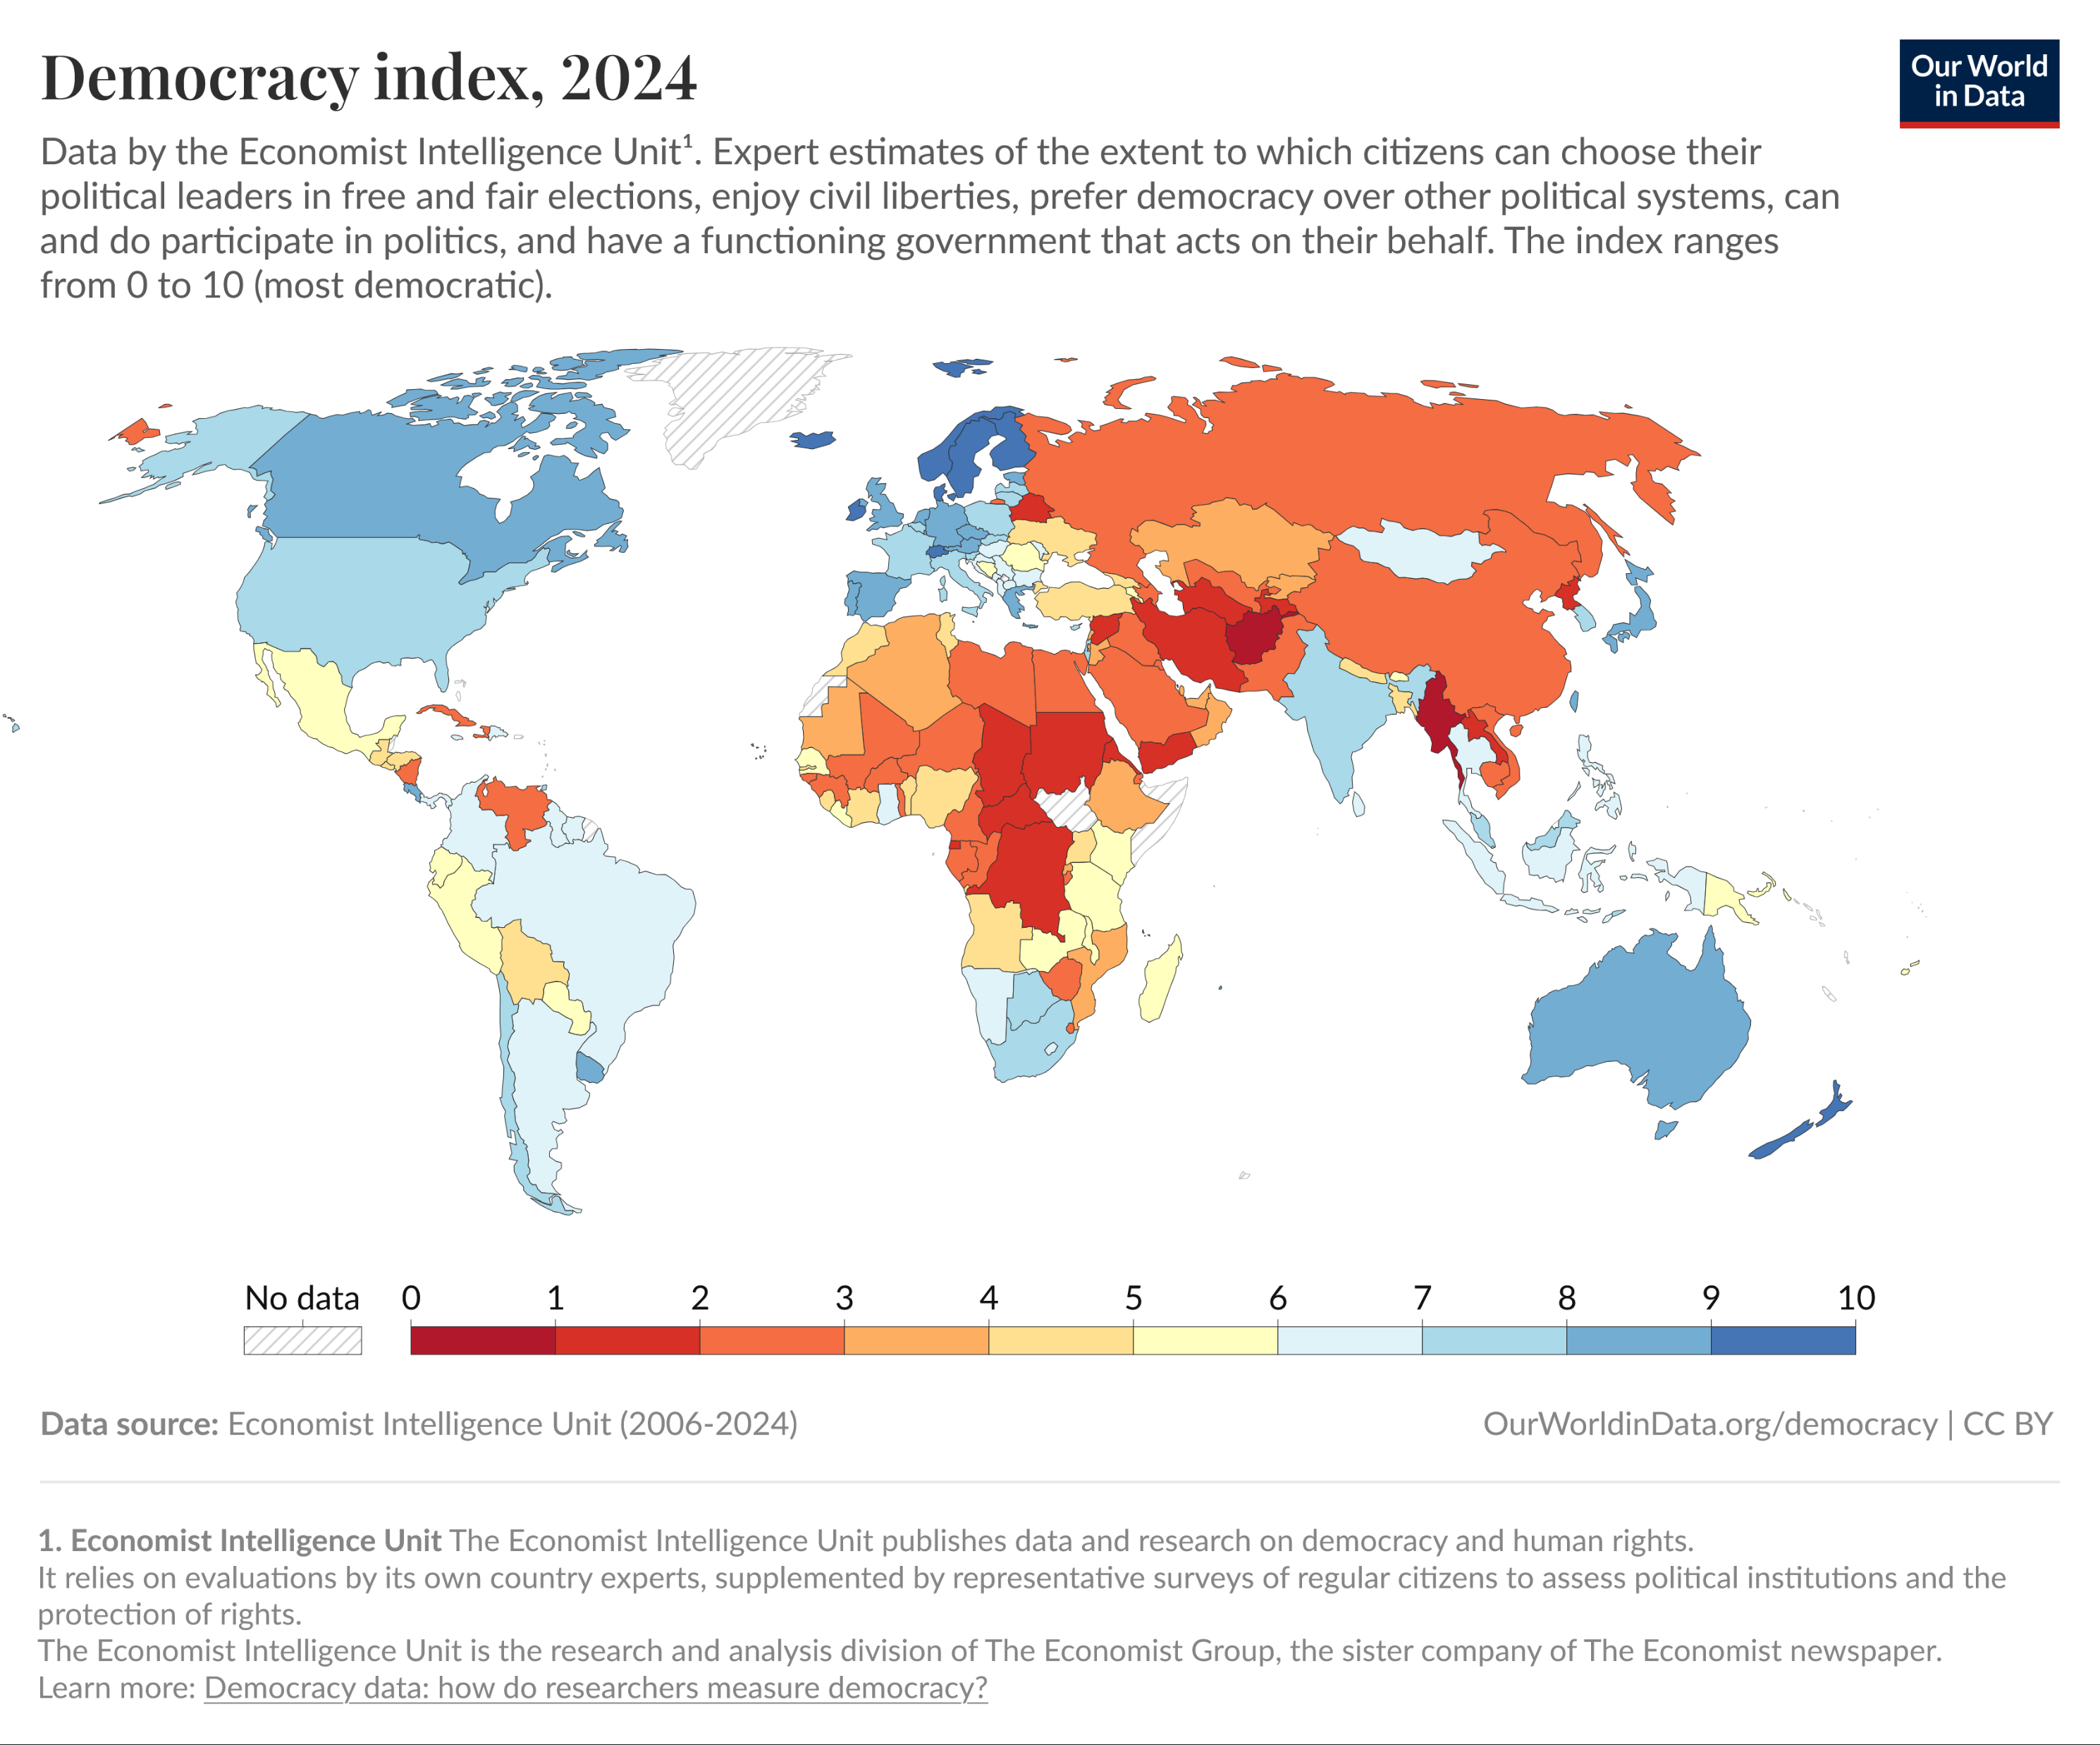 Democracy index, 2024
Our World
in Data
Data by the Economist Intelligence Unit¹. Expert estimates of the extent to which citizens can choose their
political leaders in free and fair elections, enjoy civil liberties, prefer democracy over other political systems, can
and do participate in politics, and have a functioning government that acts on their behalf. The index ranges
from 0 to 10 (most democratic).
No data 0 1 2 3 4 5 6 7 8 9 10
Data source: Economist Intelligence Unit (2006-2024)
OurWorldinData.org/democracy | CC BY
1. Economist Intelligence Unit The Economist Intelligence Unit publishes data and research on democracy and human rights.
It relies on evaluations by its own country experts, supplemented by representative surveys of regular citizens to assess political institutions and the
protection of rights.
The Economist Intelligence Unit is the research and analysis division of The Economist Group, the sister company of The Economist newspaper.
Learn more: Democracy data: how do researchers measure democracy?